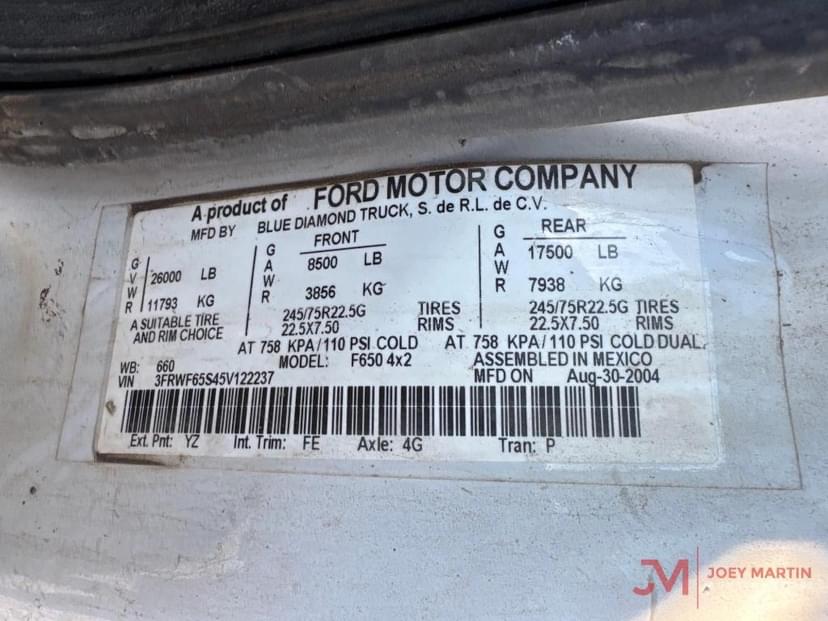 A product of FORD MOTOR COMPANY
MFD BY BLUE DIAMOND TRUCK, S. de R.L. de C.V.
GVWR 26000 LB
11793 KG
A SUITABLE TIRE
AND RIM CHOICE
GAWR FRONT
8500 LB
3856 KG
245/75R22.5G TIRES
22.5X7.50 RIMS
AT 758 KPA/110 PSI COLD
GAWR REAR
17500 LB
7938 KG
245/75R22.5G TIRES
22.5X7.50 RIMS
AT 758 KPA/110 PSI COLD DUAL
WB: 660 MODEL: F650 4x2 ASSEMBLED IN MEXICO
VIN 3FRWF65S45V122237 MFD ON Aug-30-2004
Ext. Pnt: YZ Int. Trim: FE Axle: 4G Tran: P
JM JOEY MARTIN